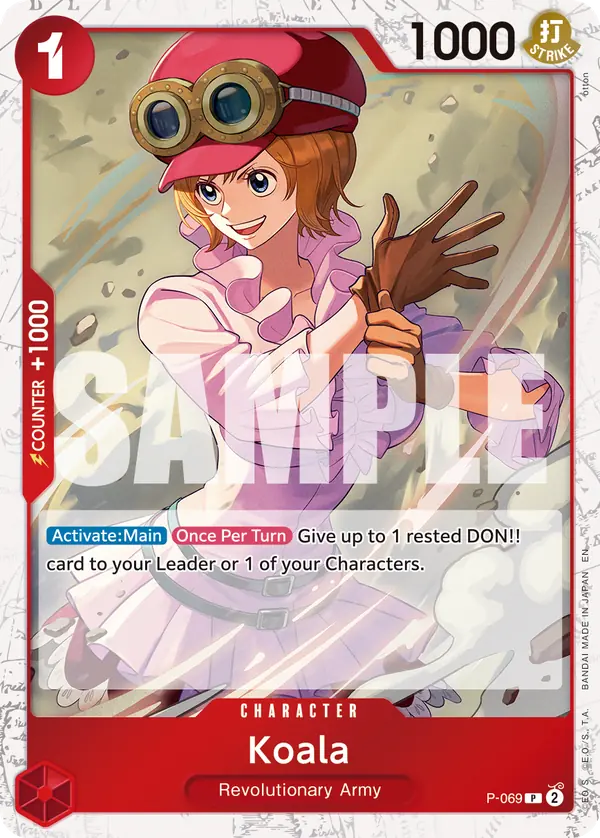 1
1000
打
STRIKE
otton
COUNTER +1000
SAMPLE
Activate:Main Once Per Turn Give up to 1 rested DON!!
card to your Leader or 1 of your Characters.
CHARACTER
Koala
Revolutionary Army
P-069 P 2
BANDAI MADE IN JAPAN EN